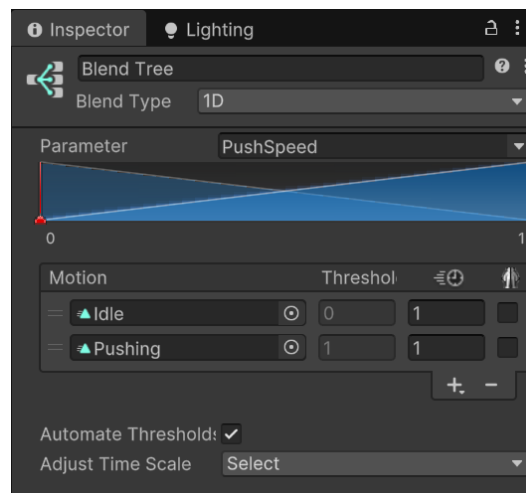 Inspector Lighting
Blend Tree
Blend Type 1D
Parameter PushSpeed
0 1
Motion Threshol
Idle 0 1
Pushing 1 1
Automate Threshold
Adjust Time Scale Select